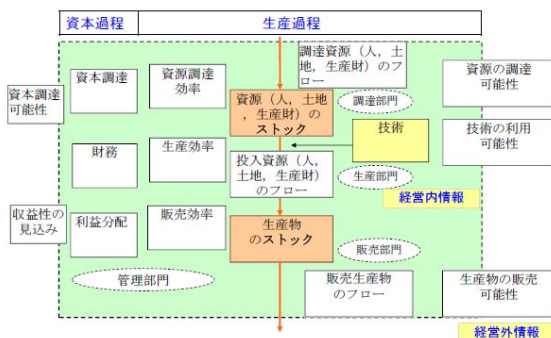 資本過程
生産過程
調達資源（人，土
地，生産財）のフ
ロー
資本調達
可能性
資本調達
資源調達
効率
資源（人，土地
，生産財）の
ストック
調達部門
資源の調達
可能性
技術
技術の利用
可能性
財務
生産効率
投入資源（人，
土地，生産財）
のフロー
生産部門
経営内情報
収益性の
見込み
利益分配
販売効率
生産物
のストック
販売部門
管理部門
販売生産物
のフロー
生産物の販売
可能性
経営外情報